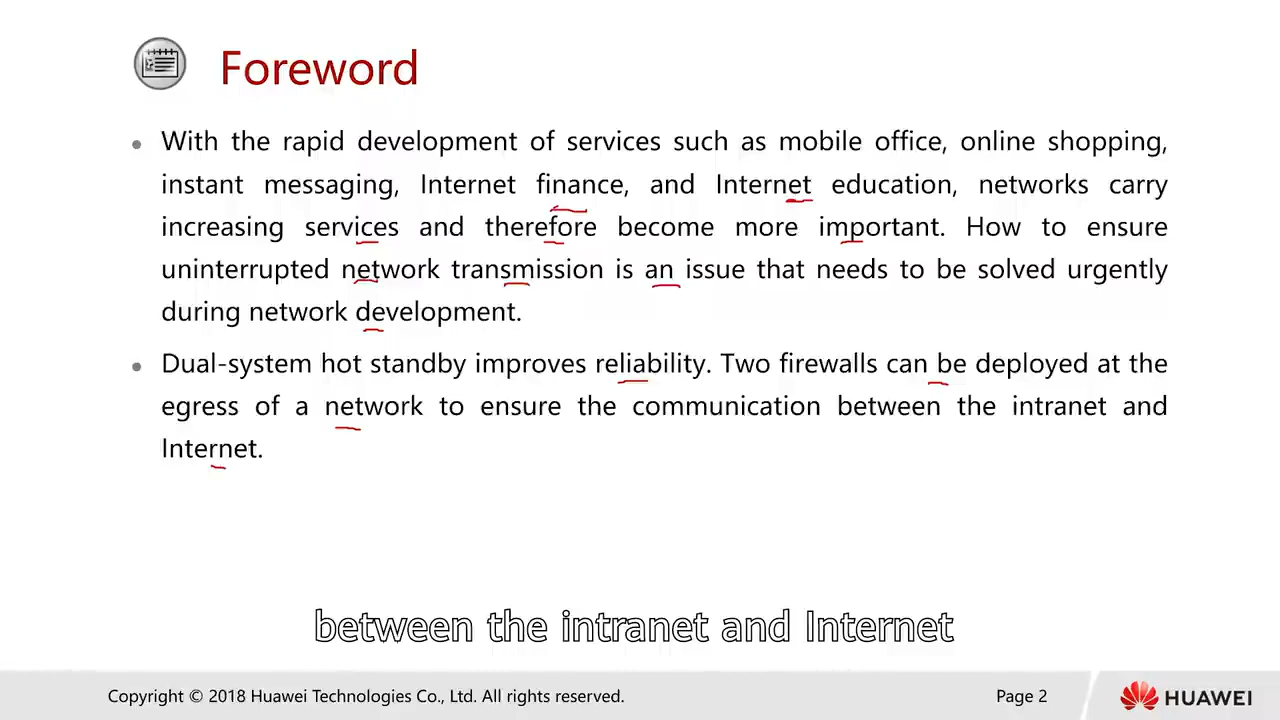 Foreword
With the rapid development of services such as mobile office, online shopping,
instant messaging, Internet finance, and Internet education, networks carry
increasing services and therefore become more important. How to ensure
uninterrupted network transmission is an issue that needs to be solved urgently
during network development.
Dual-system hot standby improves reliability. Two firewalls can be deployed at the
egress of a network to ensure the communication between the intranet and
Internet.
between the intranet and Internet
Copyright © 2018 Huawei Technologies Co., Ltd. All rights reserved.
Page 2
HUAWEI